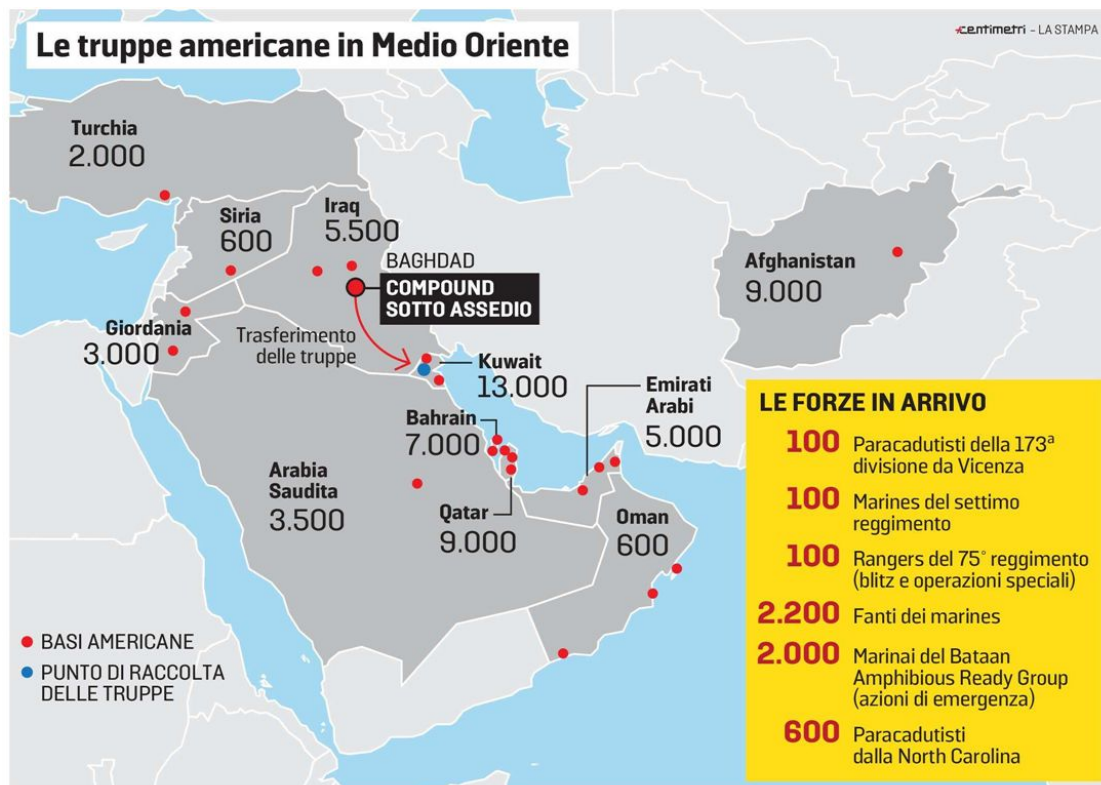 Le truppe americane in Medio Oriente
centimetri - LA STAMPA
Turchia
2.000
Siria
600
Iraq
5.500
BAGHDAD
COMPOUND
SOTTO ASSEDIO
Afghanistan
9.000
Giordania
3.000
Trasferimento
delle truppe
Kuwait
13.000
Emirati
Arabi
5.000
Bahrain
7.000
Arabia
Saudita
3.500
Qatar
9.000
Oman
600
BASI AMERICANE
PUNTO DI RACCOLTA
DELLE TRUPPE
LE FORZE IN ARRIVO
100 Paracadutisti della 173ª
divisione da Vicenza
100 Marines del settimo
reggimento
100 Rangers del 75° reggimento
(blitz e operazioni speciali)
2.200 Fanti dei marines
2.000 Marinai del Bataan
Amphibious Ready Group
(azioni di emergenza)
600 Paracadutisti
dalla North Carolina